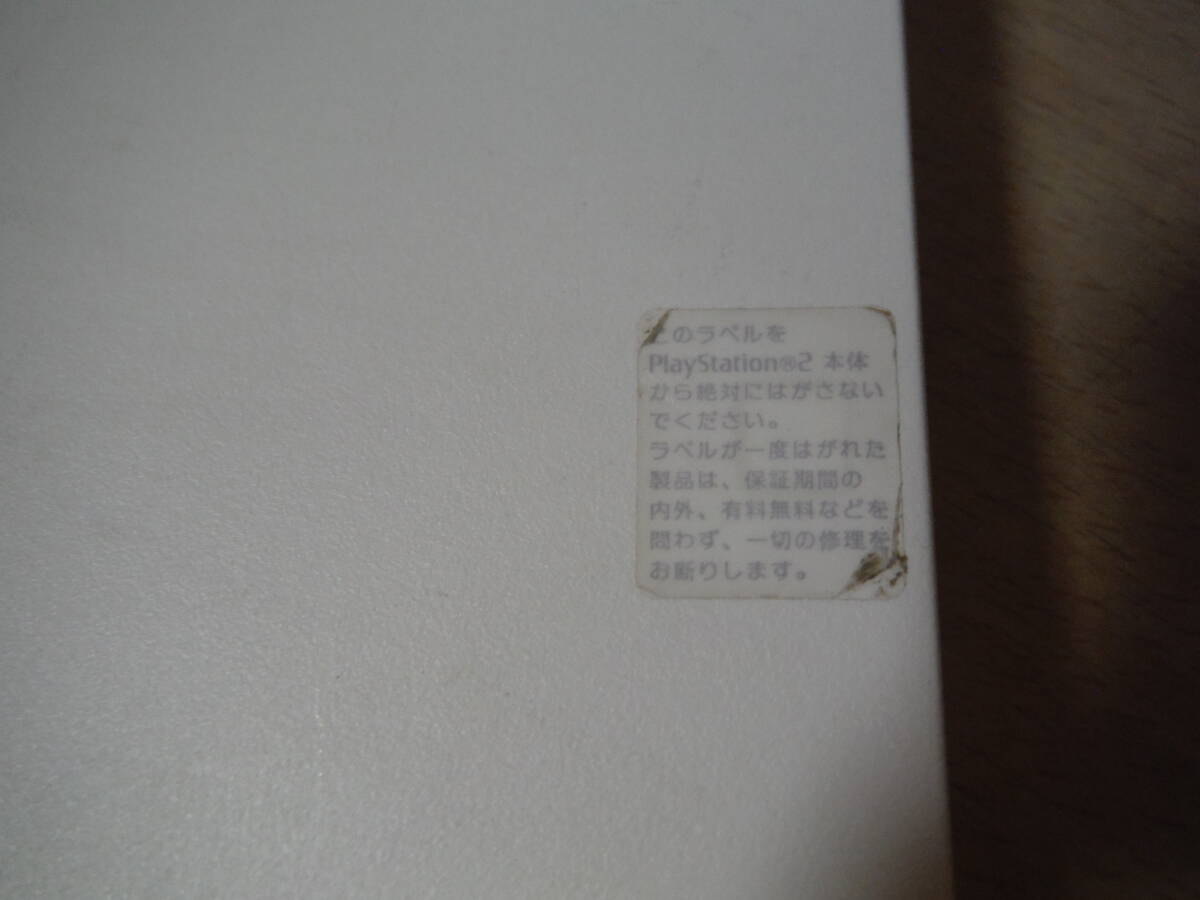 このラベルを
PlayStation®2 本体
から絶対にはがさない
でください。
ラベルが一度はがれた
製品は、保証期間の
内外、有料無料などを
問わず、一切の修理を
お断りします。